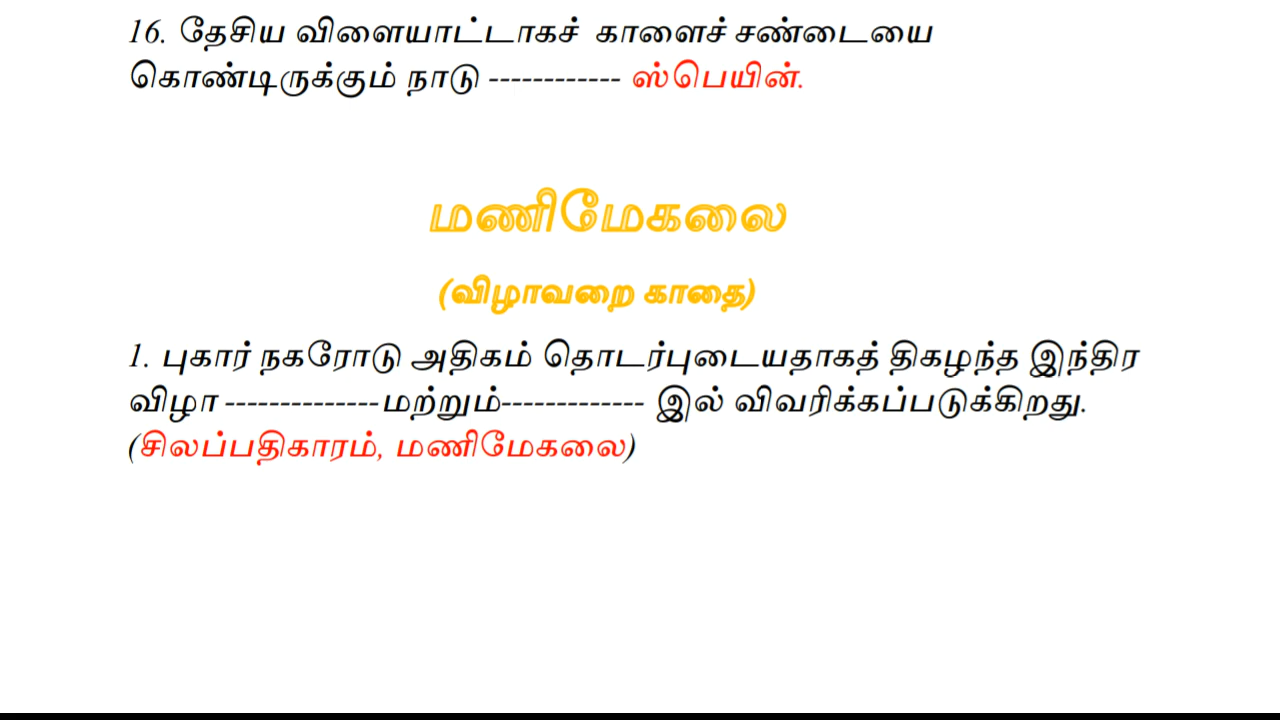 16. தேசிய விளையாட்டாகச் காளைச் சண்டையை
கொண்டிருக்கும் நாடு ------------ ஸ்பெயின்.
மணிமேகலை
(விழாவறை காதை)
1. புகார் நகரோடு அதிகம் தொடர்புடையதாகத் திகழந்த இந்திர
விழா --------------மற்றும்------------- இல் விவரிக்கப்படுக்கிறது.
(சிலப்பதிகாரம், மணிமேகலை)